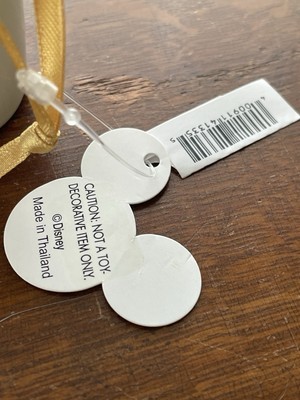 CAUTION: NOT A TOY-
DECORATIVE ITEM ONLY.
©Disney
Made in Thailand